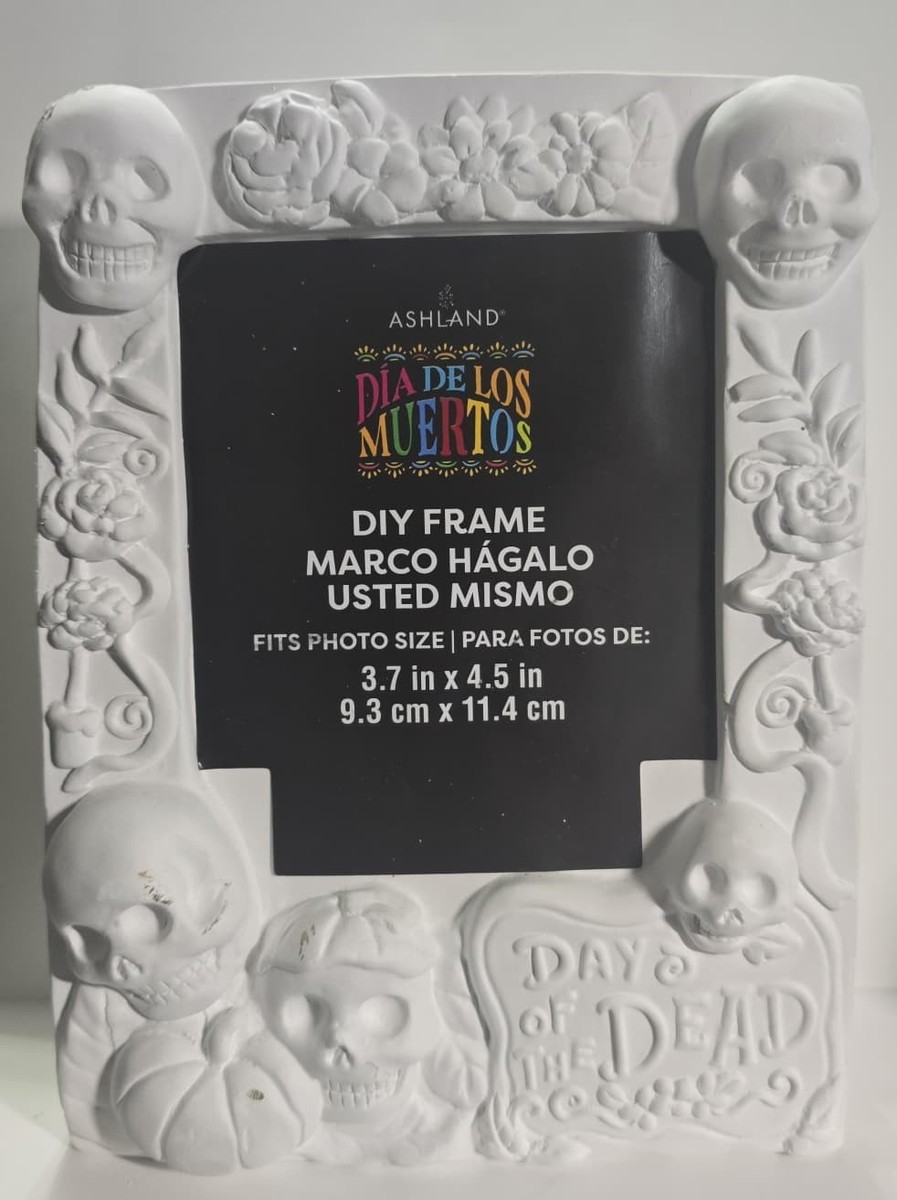 ASHLAND®
DÍA DE LOS
MUERTOS
DIY FRAME
MARCO HÁGALO
USTED MISMO
FITS PHOTO SIZE | PARA FOTOS DE:
3.7 in x 4.5 in
9.3 cm x 11.4 cm
DAY
of
THE DEAD